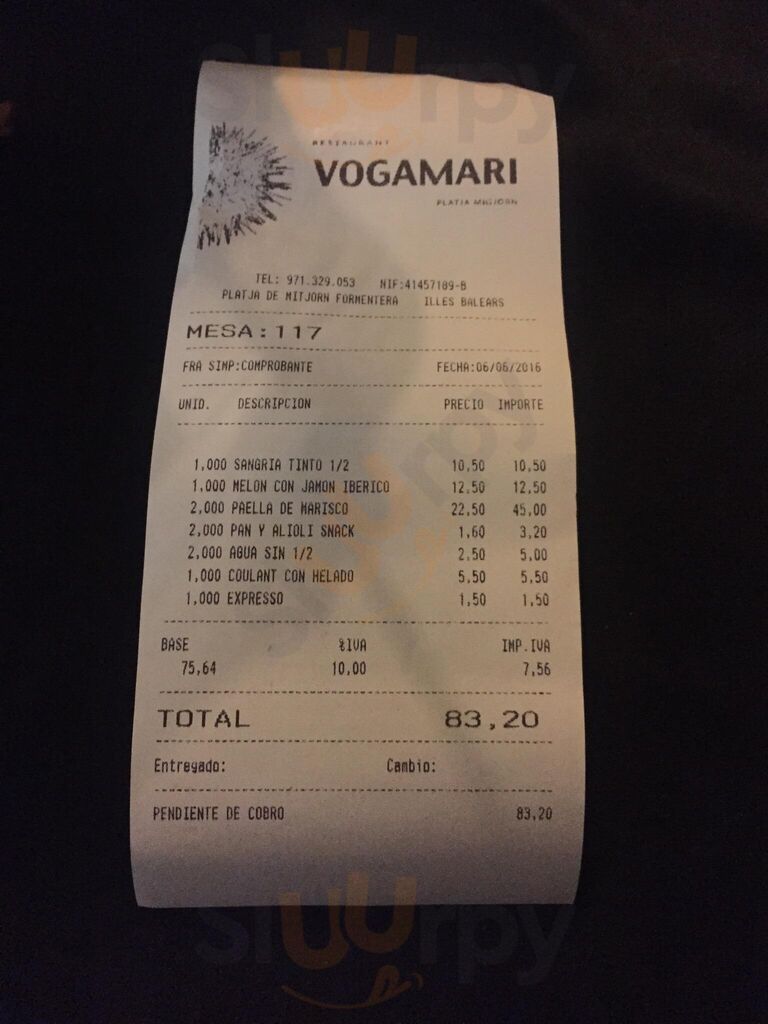 Sluurpy
RESTAURANT
VOGAMARI
PLATJA MIGJORN
TEL: 971.329.053 NIF:41457189-B
PLATJA DE MITJORN FORMENTERA ILLES BALEARS
MESA:117
FRA SIMP:COMPROBANTE FECHA:06/06/2016
UNID. DESCRIPCION PRECIO IMPORTE
1,000 SANGRIA TINTO 1/2 10,50 10,50
1,000 MELON CON JAMON IBERICO 12,50 12,50
2,000 PAELLA DE MARISCO 22,50 45,00
2,000 PAN Y ALIOLI SNACK 1,60 3,20
2,000 AGUA SIN 1/2 2,50 5,00
1,000 COULANT CON HELADO 5,50 5,50
1,000 EXPRESSO 1,50 1,50
BASE %IVA IMP.IVA
75,64 10,00 7,56
TOTAL 83,20
Entregado: Cambio:
PENDIENTE DE COBRO 83,20
Sluurpy
Sluurpy